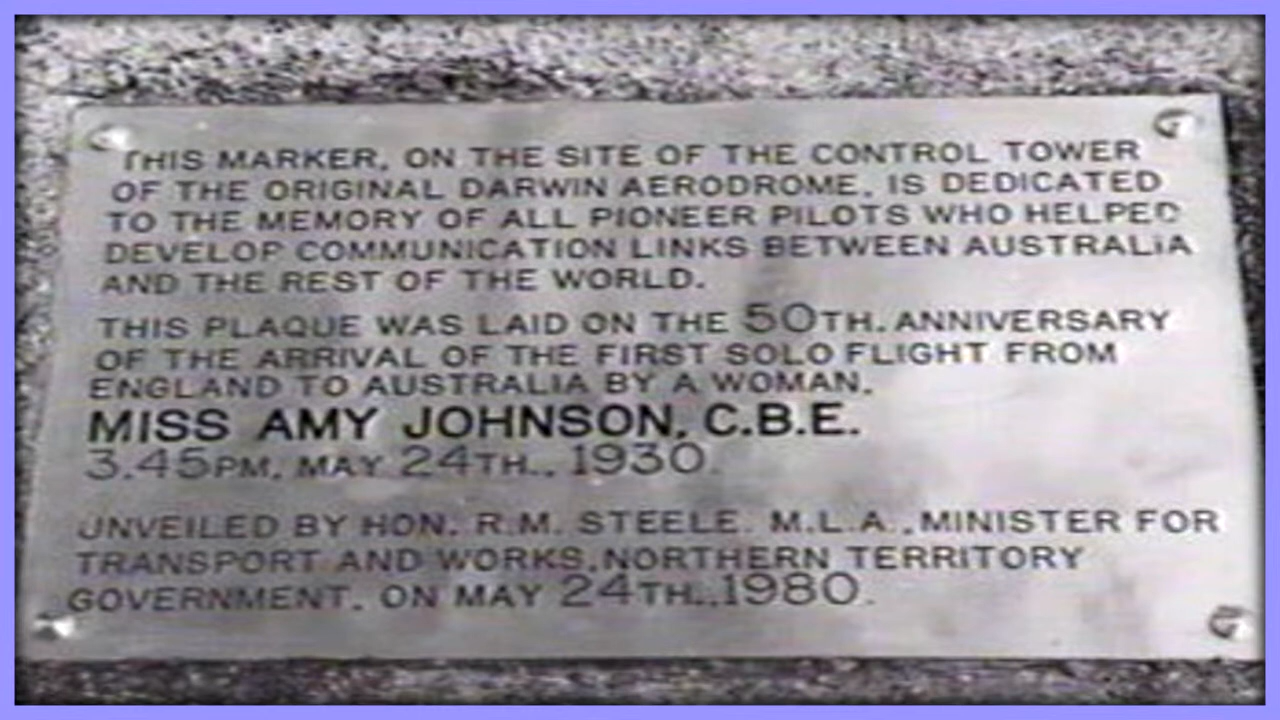 THIS MARKER, ON THE SITE OF THE CONTROL TOWER
OF THE ORIGINAL DARWIN AERODROME, IS DEDICATED
TO THE MEMORY OF ALL PIONEER PILOTS WHO HELPED
DEVELOP COMMUNICATION LINKS BETWEEN AUSTRALiA
AND THE REST OF THE WORLD.
THIS PLAQUE WAS LAID ON THE 50TH. ANNIVERSARY
OF THE ARRIVAL OF THE FIRST SOLO FLIGHT FROM
ENGLAND TO AUSTRALIA BY A WOMAN.
MISS AMY JOHNSON, C.B.E.
3.45PM, MAY 24TH., 1930.
UNVEILED BY HON. R.M. STEELE. M.L.A., MINISTER FOR
TRANSPORT AND WORKS, NORTHERN TERRITORY
GOVERNMENT, ON MAY 24TH., 1980.